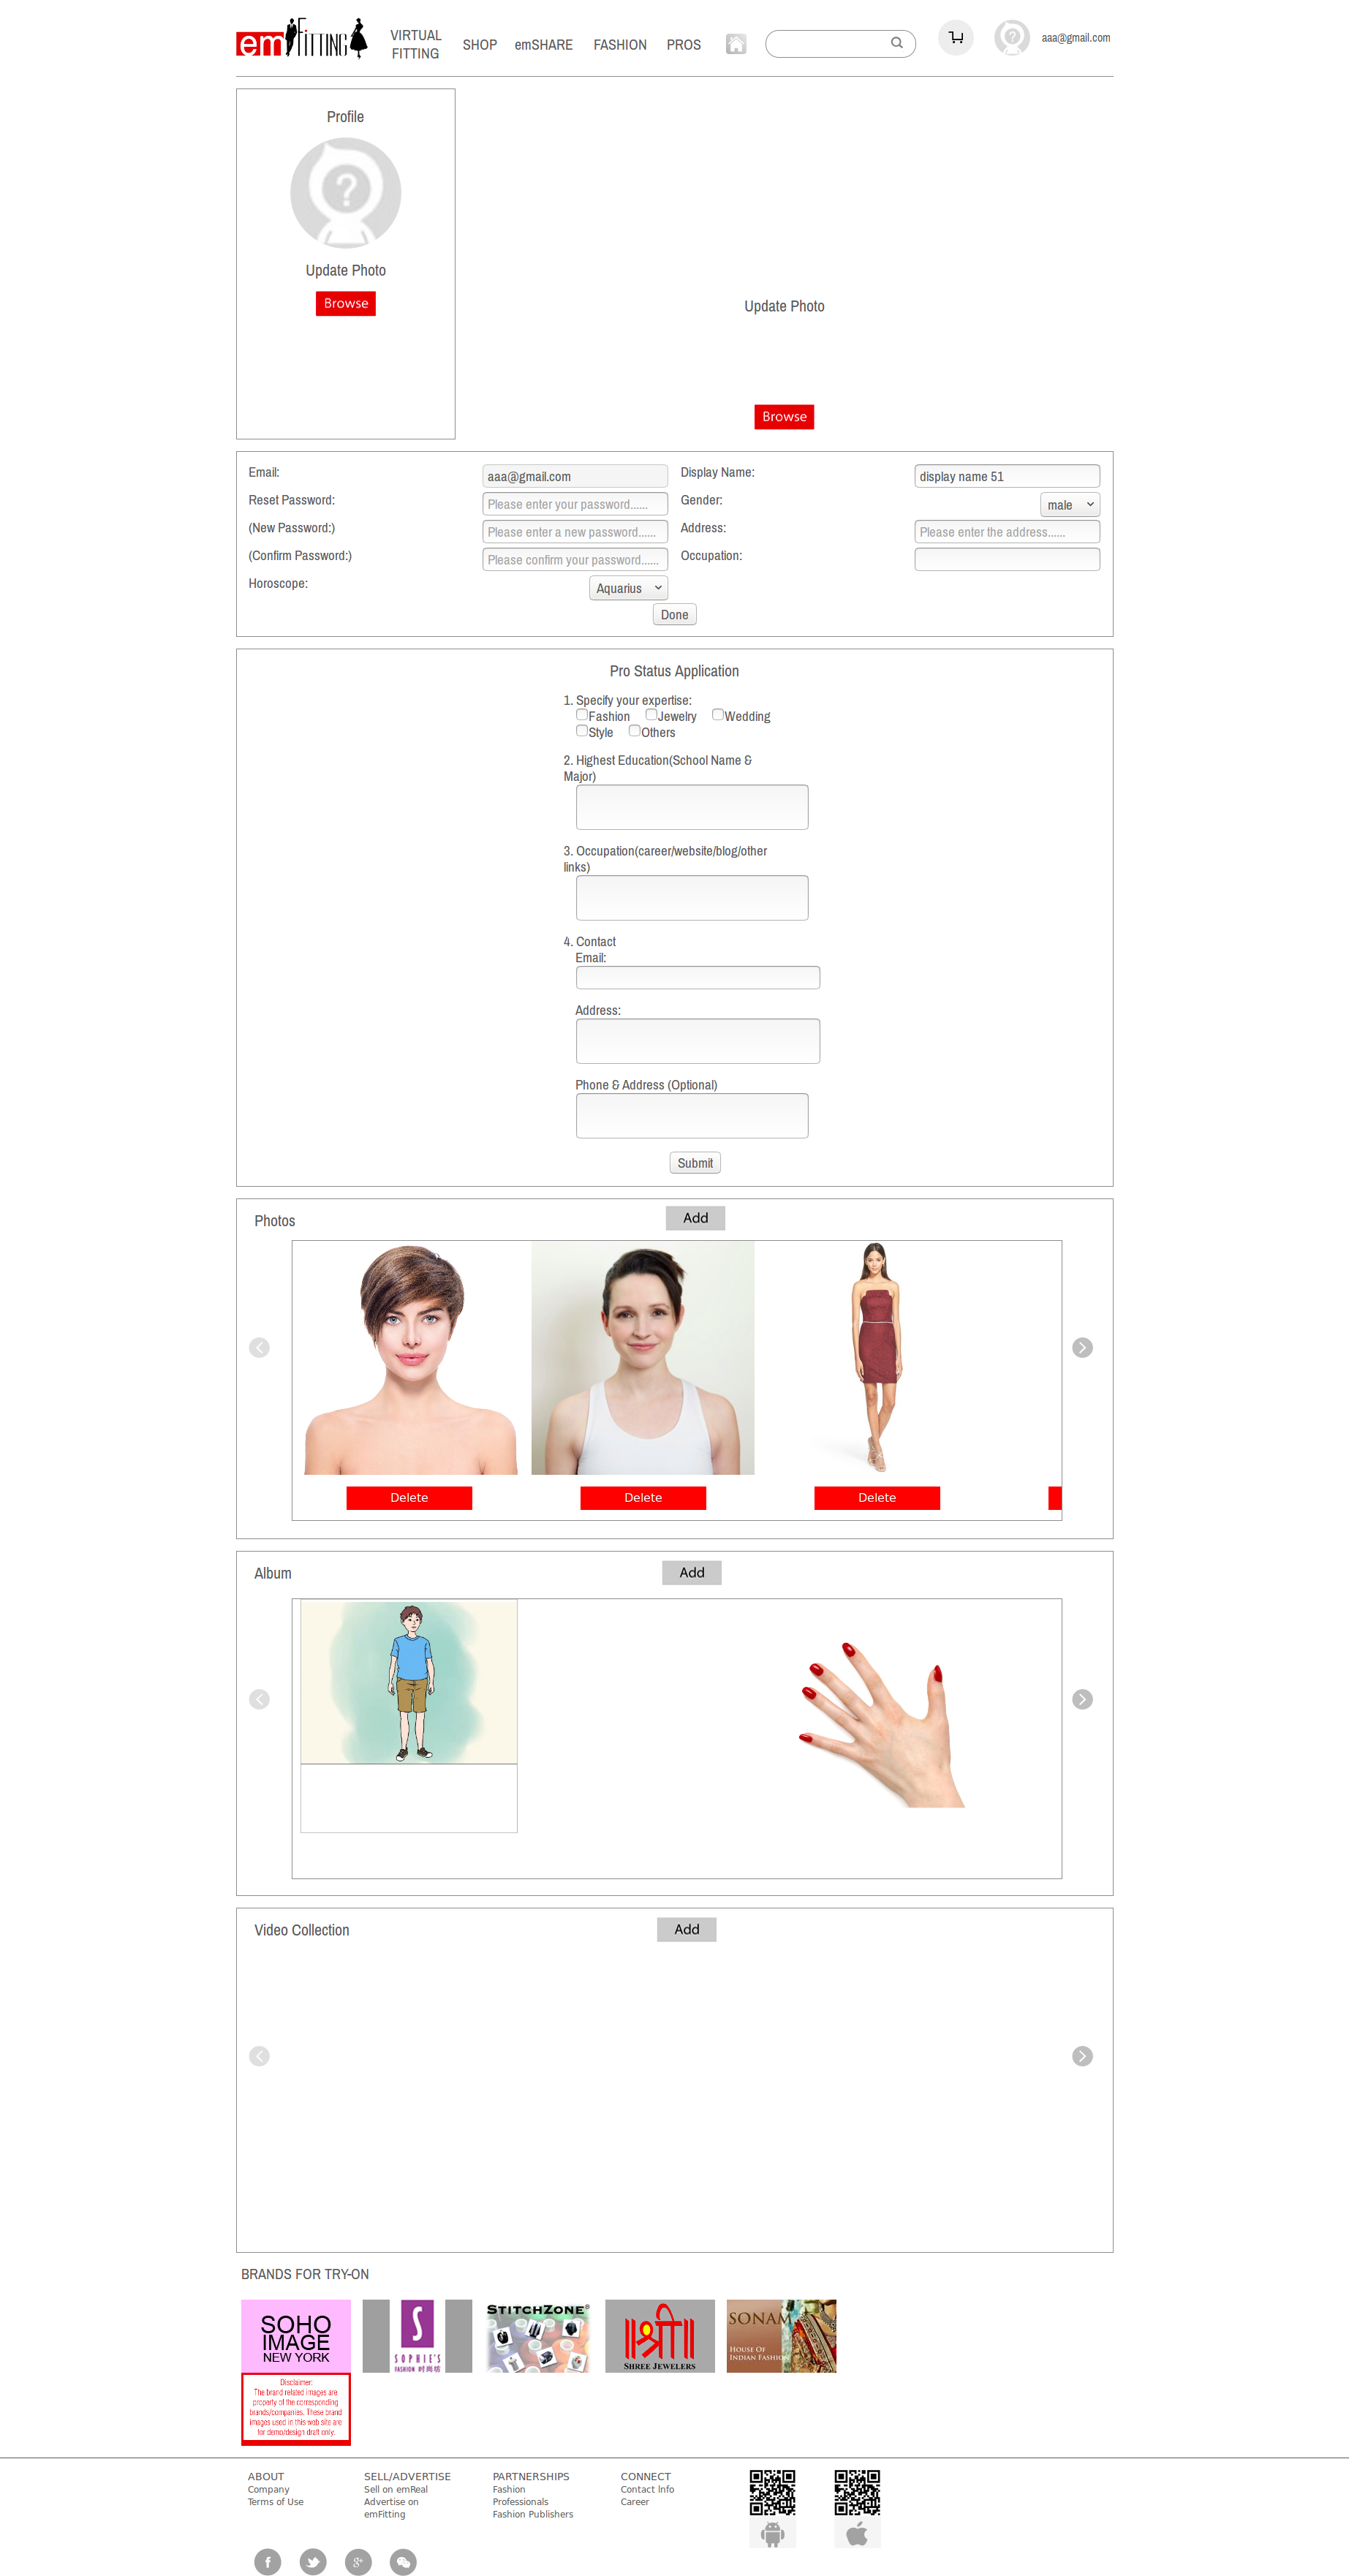 emFITTING
VIRTUAL
FITTING
SHOP
emSHARE
FASHION
PROS
aaa@gmail.com
Profile
Update Photo
Browse
Update Photo
Browse
Email:
aaa@gmail.com
Display Name:
display name 51
Reset Password:
Please enter your password......
Gender:
male
(New Password:)
Please enter a new password......
Address:
Please enter the address......
(Confirm Password:)
Please confirm your password......
Occupation:
Horoscope:
Aquarius
Done
Pro Status Application
1. Specify your expertise:
Fashion Jewelry Wedding
Style Others
2. Highest Education(School Name &
Major)
3. Occupation(career/website/blog/other
links)
4. Contact
Email:
Address:
Phone & Address (Optional)
Submit
Photos
Add
Delete
Delete
Delete
Album
Add
Video Collection
Add
BRANDS FOR TRY-ON
SOHO
IMAGE
NEW YORK
S
SOPHIE'S
FASHION 时尚坊
STITCHZONE®
श्री
SHREE JEWELERS
SONAM
HOUSE OF
INDIAN FASHION
Disclaimer:
The brand related images are
property of the corresponding
brands/companies. These brand
images used in this web site are
for demo/design draft only.
ABOUT
Company
Terms of Use
SELL/ADVERTISE
Sell on emReal
Advertise on
emFitting
PARTNERSHIPS
Fashion
Professionals
Fashion Publishers
CONNECT
Contact Info
Career